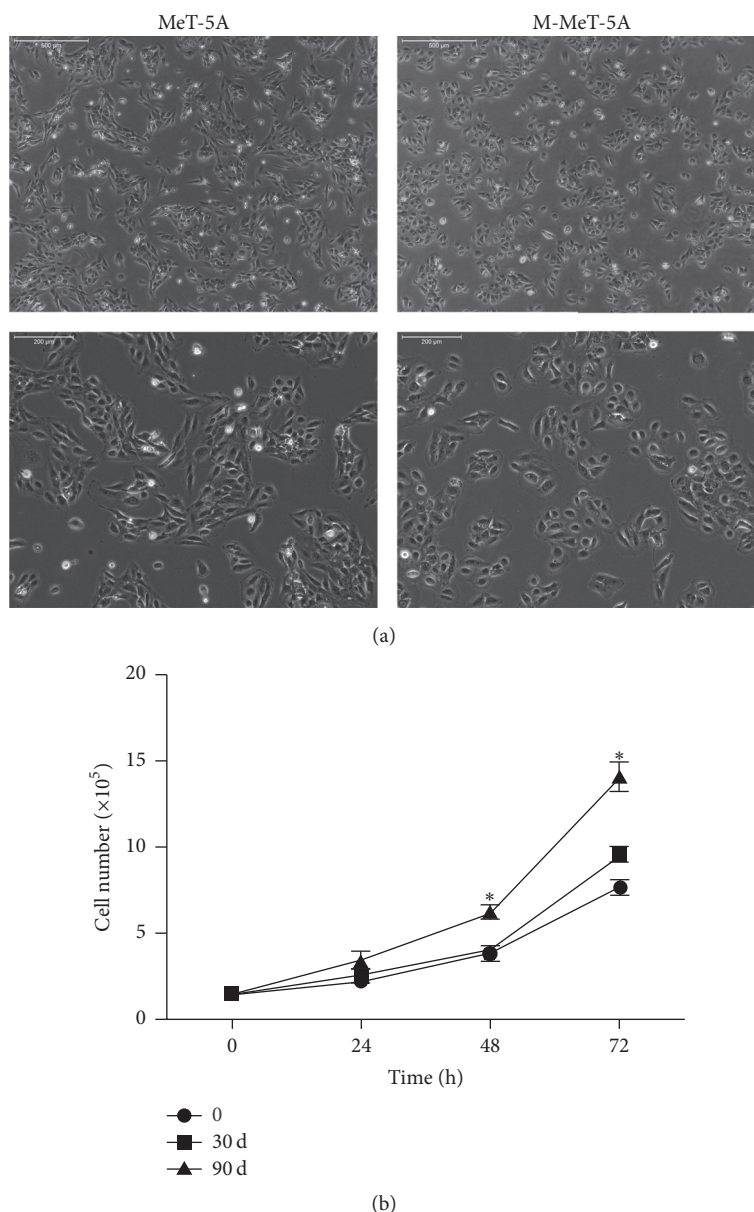 MeT-5A
M-MeT-5A
500 µm
500 µm
200 µm
200 µm
(a)
20
15
10
5
0
Cell number (×10⁵)
*
*
0
24
48
72
Time (h)
0
30 d
90 d
(b)